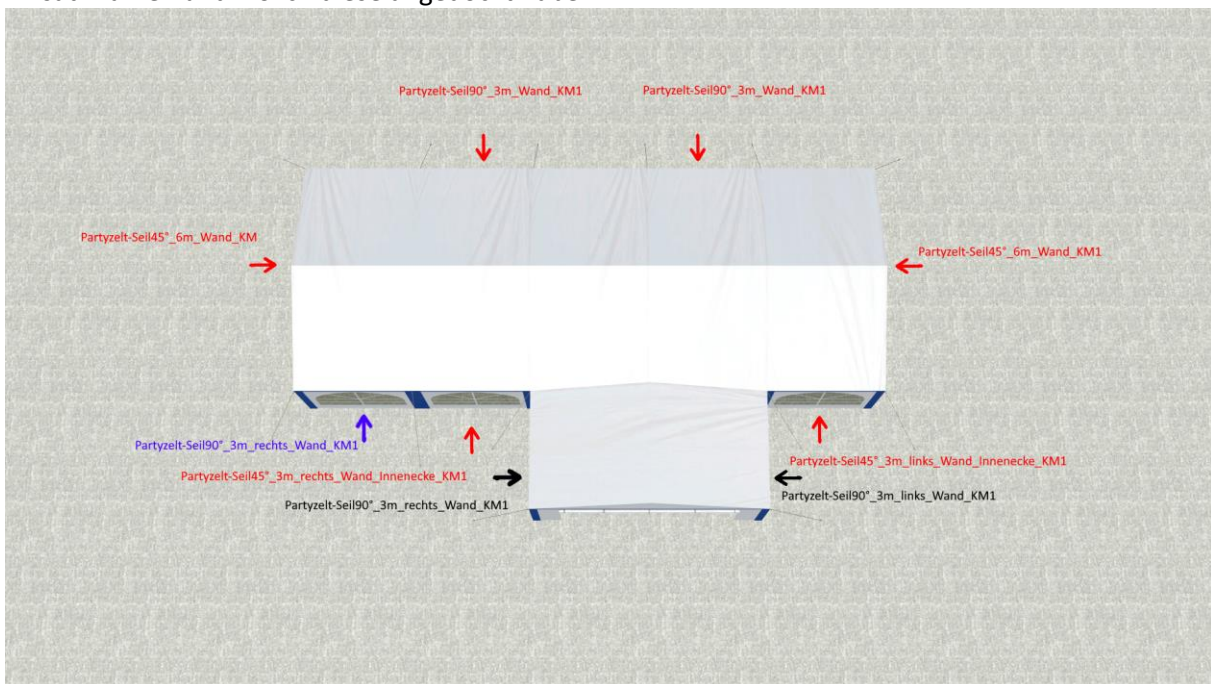 Partyzelt-Seil90°_3m_Wand_KM1
Partyzelt-Seil90°_3m_Wand_KM1
Partyzelt-Seil45°_6m_Wand_KM
Partyzelt-Seil45°_6m_Wand_KM1
Partyzelt-Seil90°_3m_rechts_Wand_KM1
Partyzelt-Seil45°_3m_links_Wand_Innenecke_KM1
Partyzelt-Seil45°_3m_rechts_Wand_Innenecke_KM1
Partyzelt-Seil90°_3m_links_Wand_KM1
Partyzelt-Seil90°_3m_rechts_Wand_KM1